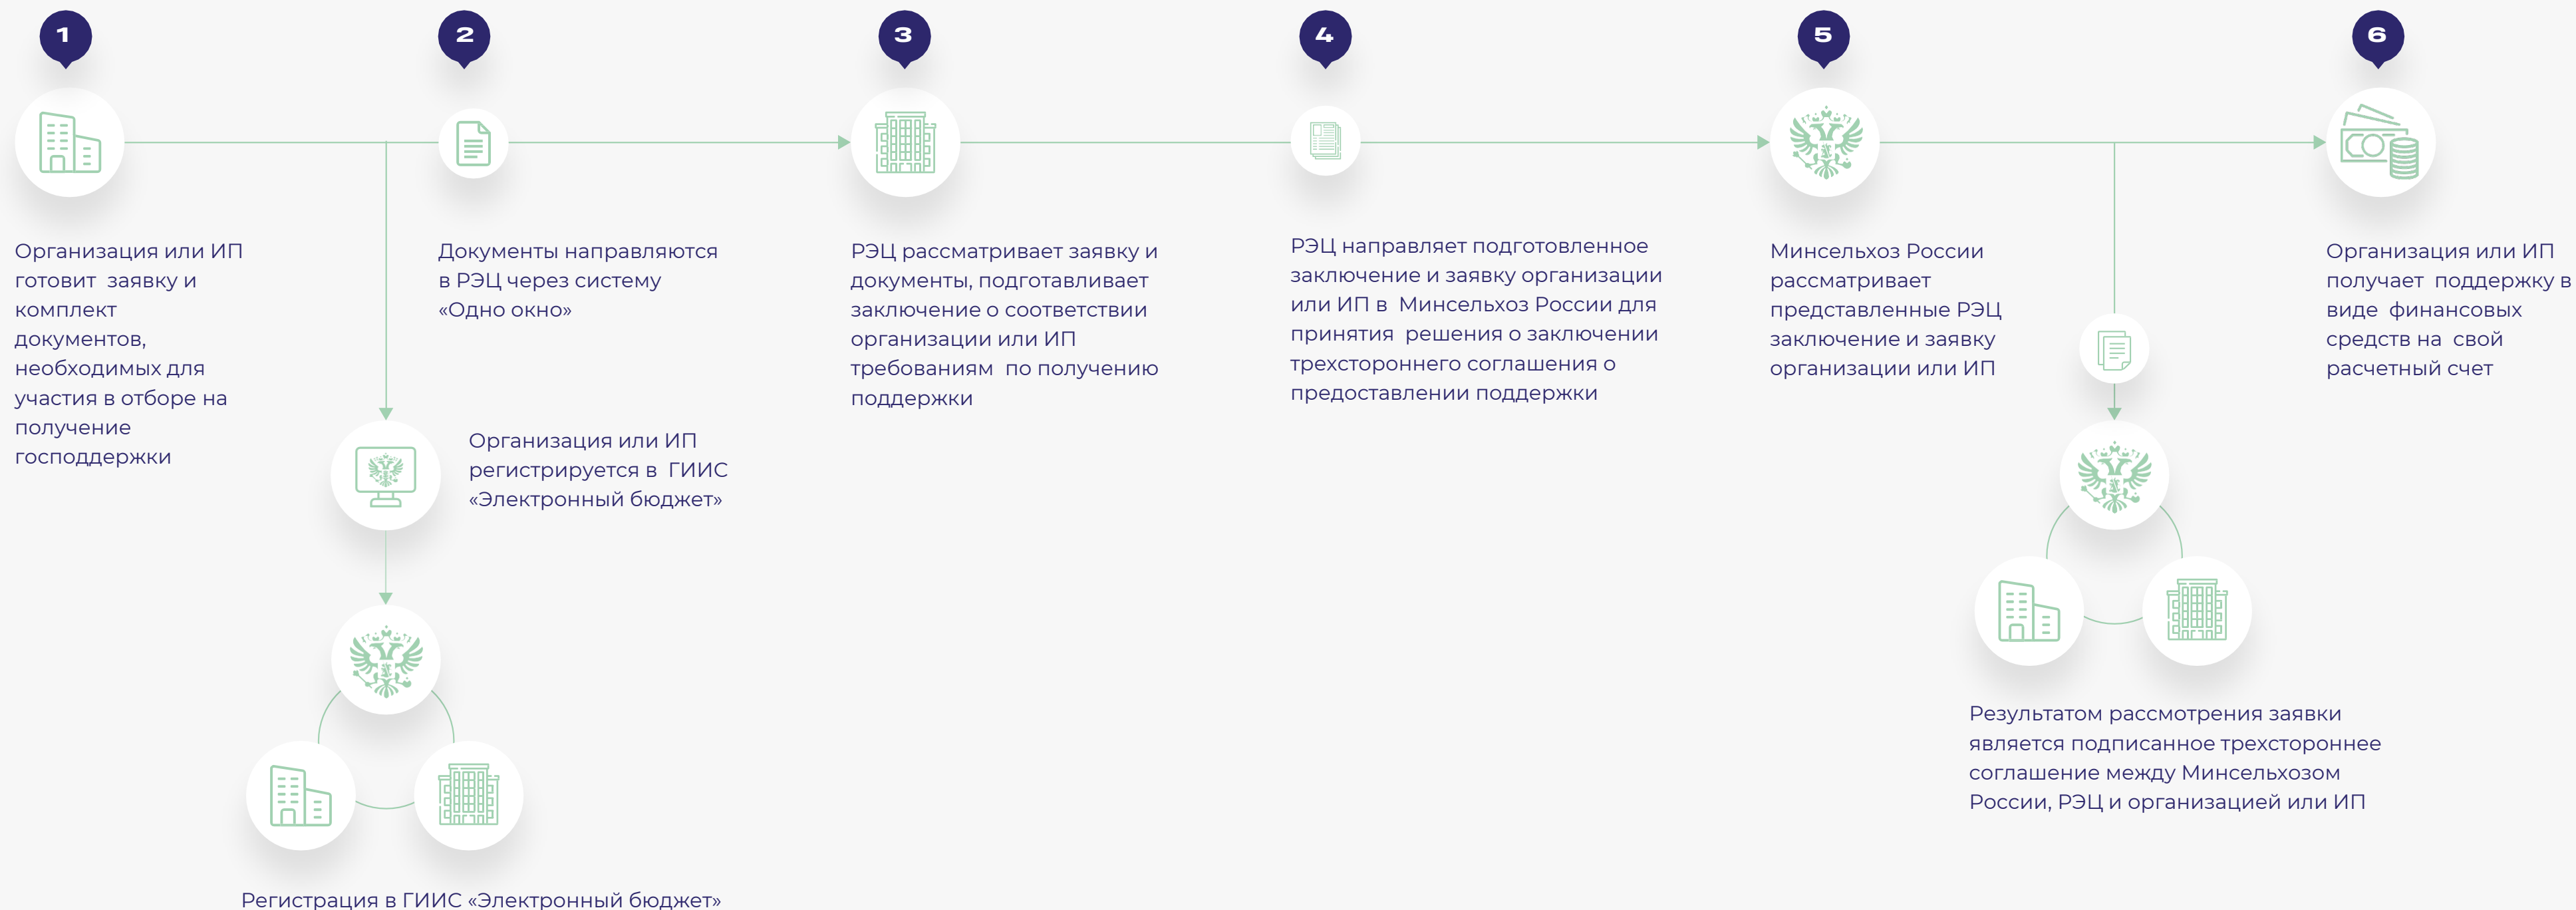 1
Организация или ИП
готовит заявку и
комплект
документов,
необходимых для
участия в отборе на
получение
господдержки
2
Документы направляются
в РЭЦ через систему
«Одно окно»
Организация или ИП
регистрируется в ГИИС
«Электронный бюджет»
Регистрация в ГИИС «Электронный бюджет»
3
РЭЦ рассматривает заявку и
документы, подготавливает
заключение о соответствии
организации или ИП
требованиям по получению
поддержки
4
РЭЦ направляет подготовленное
заключение и заявку организации
или ИП в Минсельхоз России для
принятия решения о заключении
трехстороннего соглашения о
предоставлении поддержки
5
Минсельхоз России
рассматривает
представленные РЭЦ
заключение и заявку
организации или ИП
Результатом рассмотрения заявки
является подписанное трехстороннее
соглашение между Минсельхозом
России, РЭЦ и организацией или ИП
6
Организация или ИП
получает поддержку в
виде финансовых
средств на свой
расчетный счет